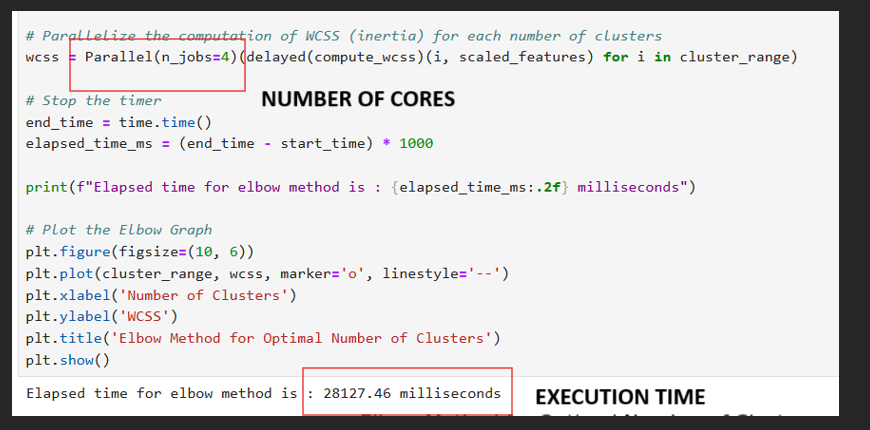 # Parallelize the computation of WCSS (inertia) for each number of clusters
wcss = Parallel(n_jobs=4)(delayed(compute_wcss)(i, scaled_features) for i in cluster_range)
# Stop the timer
NUMBER OF CORES
end_time = time.time()
elapsed_time_ms = (end_time - start_time) * 1000
print(f"Elapsed time for elbow method is : {elapsed_time_ms:.2f} milliseconds")
# Plot the Elbow Graph
plt.figure(figsize=(10, 6))
plt.plot(cluster_range, wcss, marker='o', linestyle='--')
plt.xlabel('Number of Clusters')
plt.ylabel('WCSS')
plt.title('Elbow Method for Optimal Number of Clusters')
plt.show()
Elapsed time for elbow method is : 28127.46 milliseconds
EXECUTION TIME